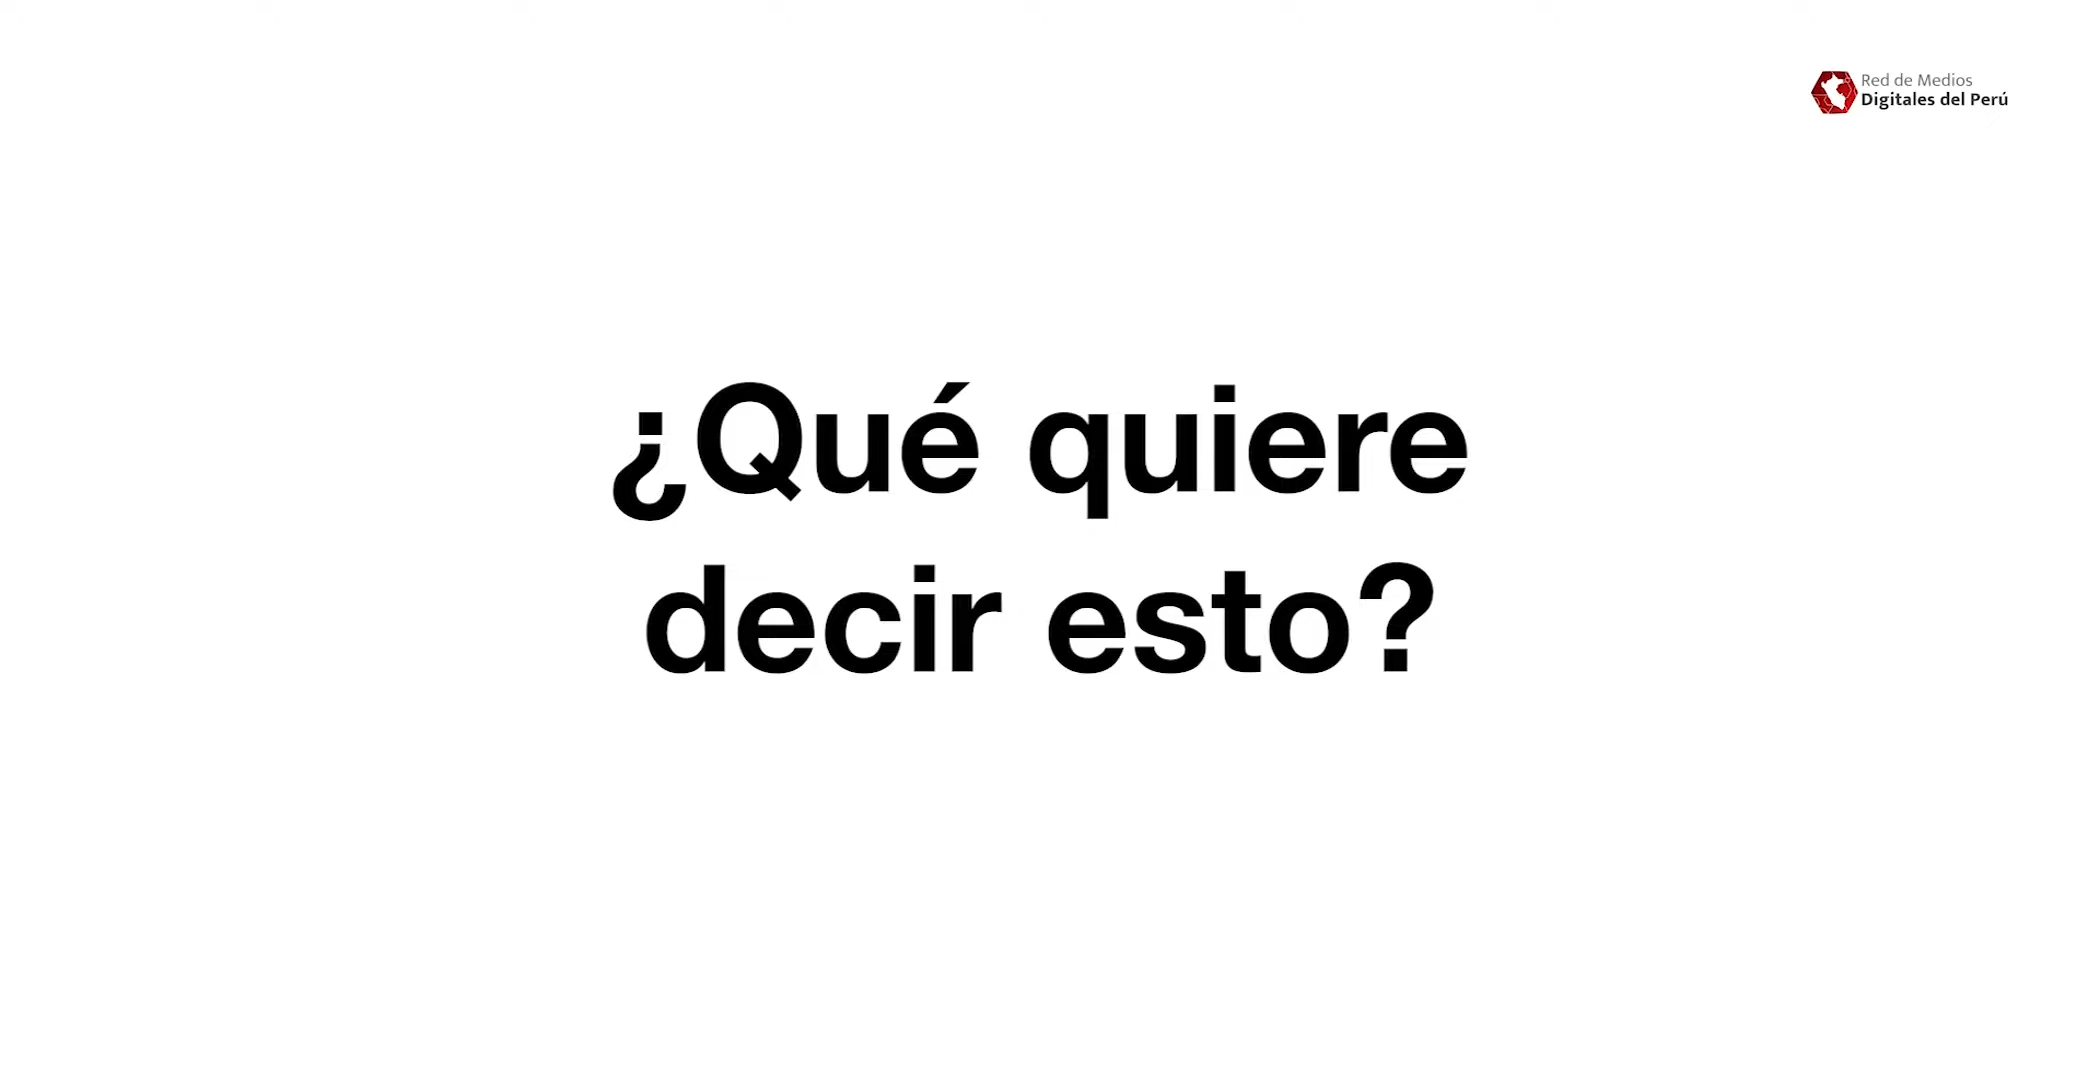 Red de Medios
Digitales del Perú
¿Qué quiere
decir esto?